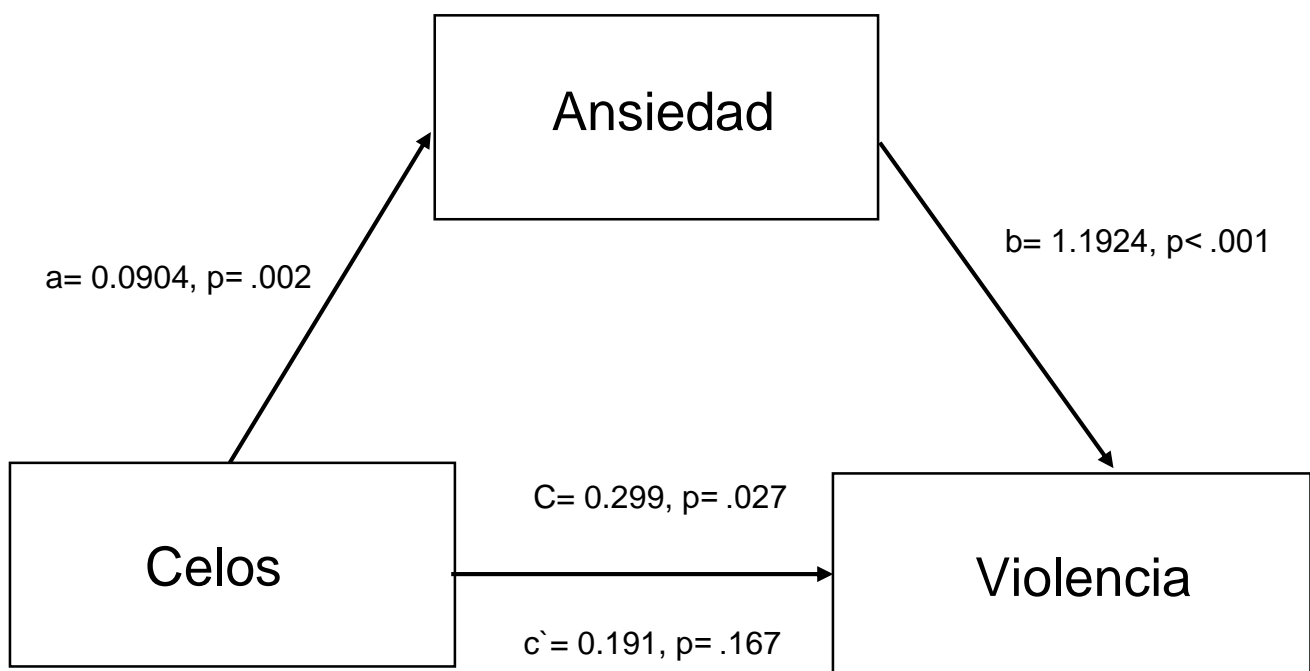 Ansiedad
a= 0.0904, p= .002
b= 1.1924, p< .001
C= 0.299, p= .027
Celos
Violencia
c`= 0.191, p= .167